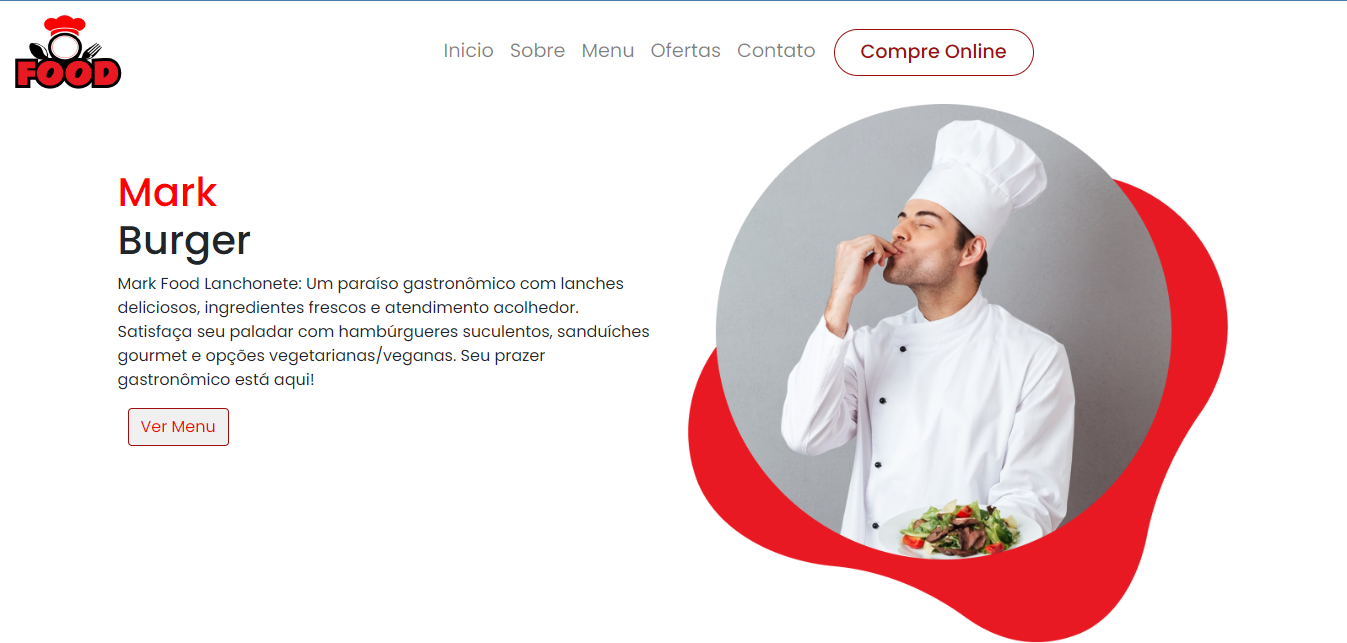 FOOD
Inicio Sobre Menu Ofertas Contato Compre Online
Mark
Burger
Mark Food Lanchonete: Um paraíso gastronômico com lanches
deliciosos, ingredientes frescos e atendimento acolhedor.
Satisfaça seu paladar com hambúrgueres suculentos, sanduíches
gourmet e opções vegetarianas/veganas. Seu prazer
gastronômico está aqui!
Ver Menu